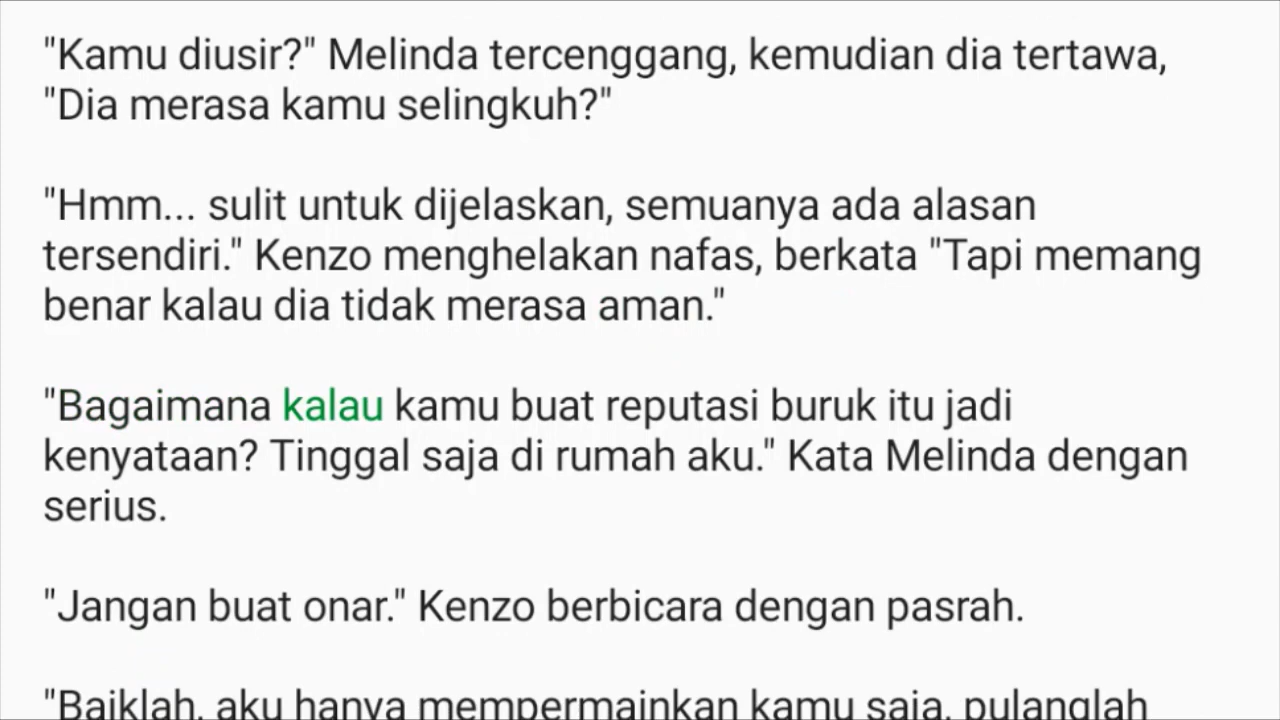 "Kamu diusir?" Melinda tercenggang, kemudian dia tertawa,
"Dia merasa kamu selingkuh?"
"Hmm... sulit untuk dijelaskan, semuanya ada alasan
tersendiri." Kenzo menghelakan nafas, berkata "Tapi memang
benar kalau dia tidak merasa aman."
"Bagaimana kalau kamu buat reputasi buruk itu jadi
kenyataan? Tinggal saja di rumah aku." Kata Melinda dengan
serius.
"Jangan buat onar." Kenzo berbicara dengan pasrah.
"Baiklah, aku hanya mempermainkan kamu saja, pulanglah